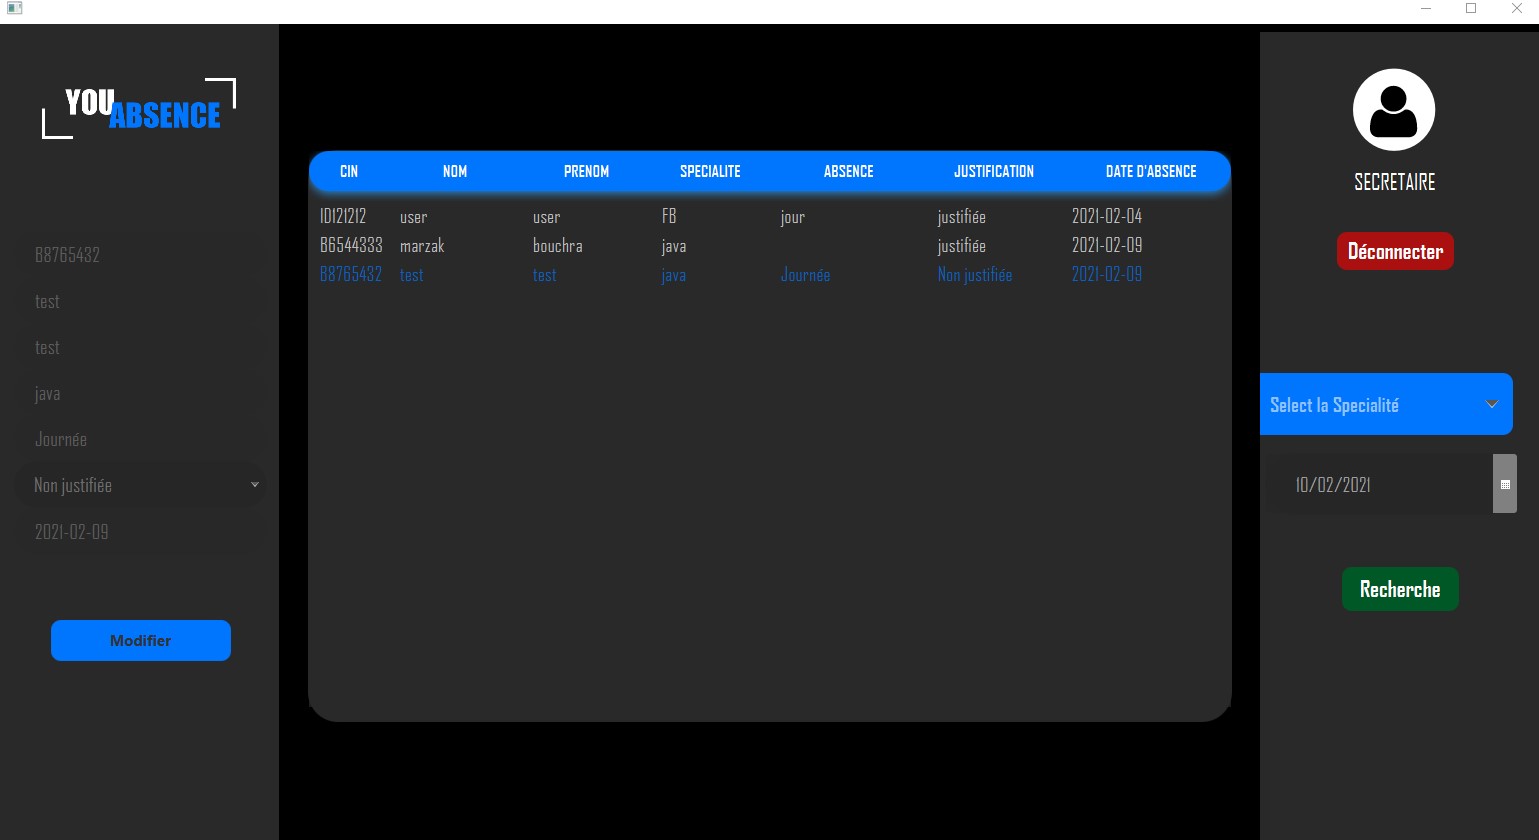 YOU
ABSENCE
B8765432
test
test
java
Journée
Non justifiée
2021-02-09
Modifier
CIN NOM PRENOM SPECIALITE ABSENCE JUSTIFICATION DATE D'ABSENCE
ID121212 user user FB jour justifiée 2021-02-04
B6544333 marzak bouchra java justifiée 2021-02-09
B8765432 test test java Journée Non justifiée 2021-02-09
SECRETAIRE
Déconnecter
Select la Specialité
10/02/2021
Recherche